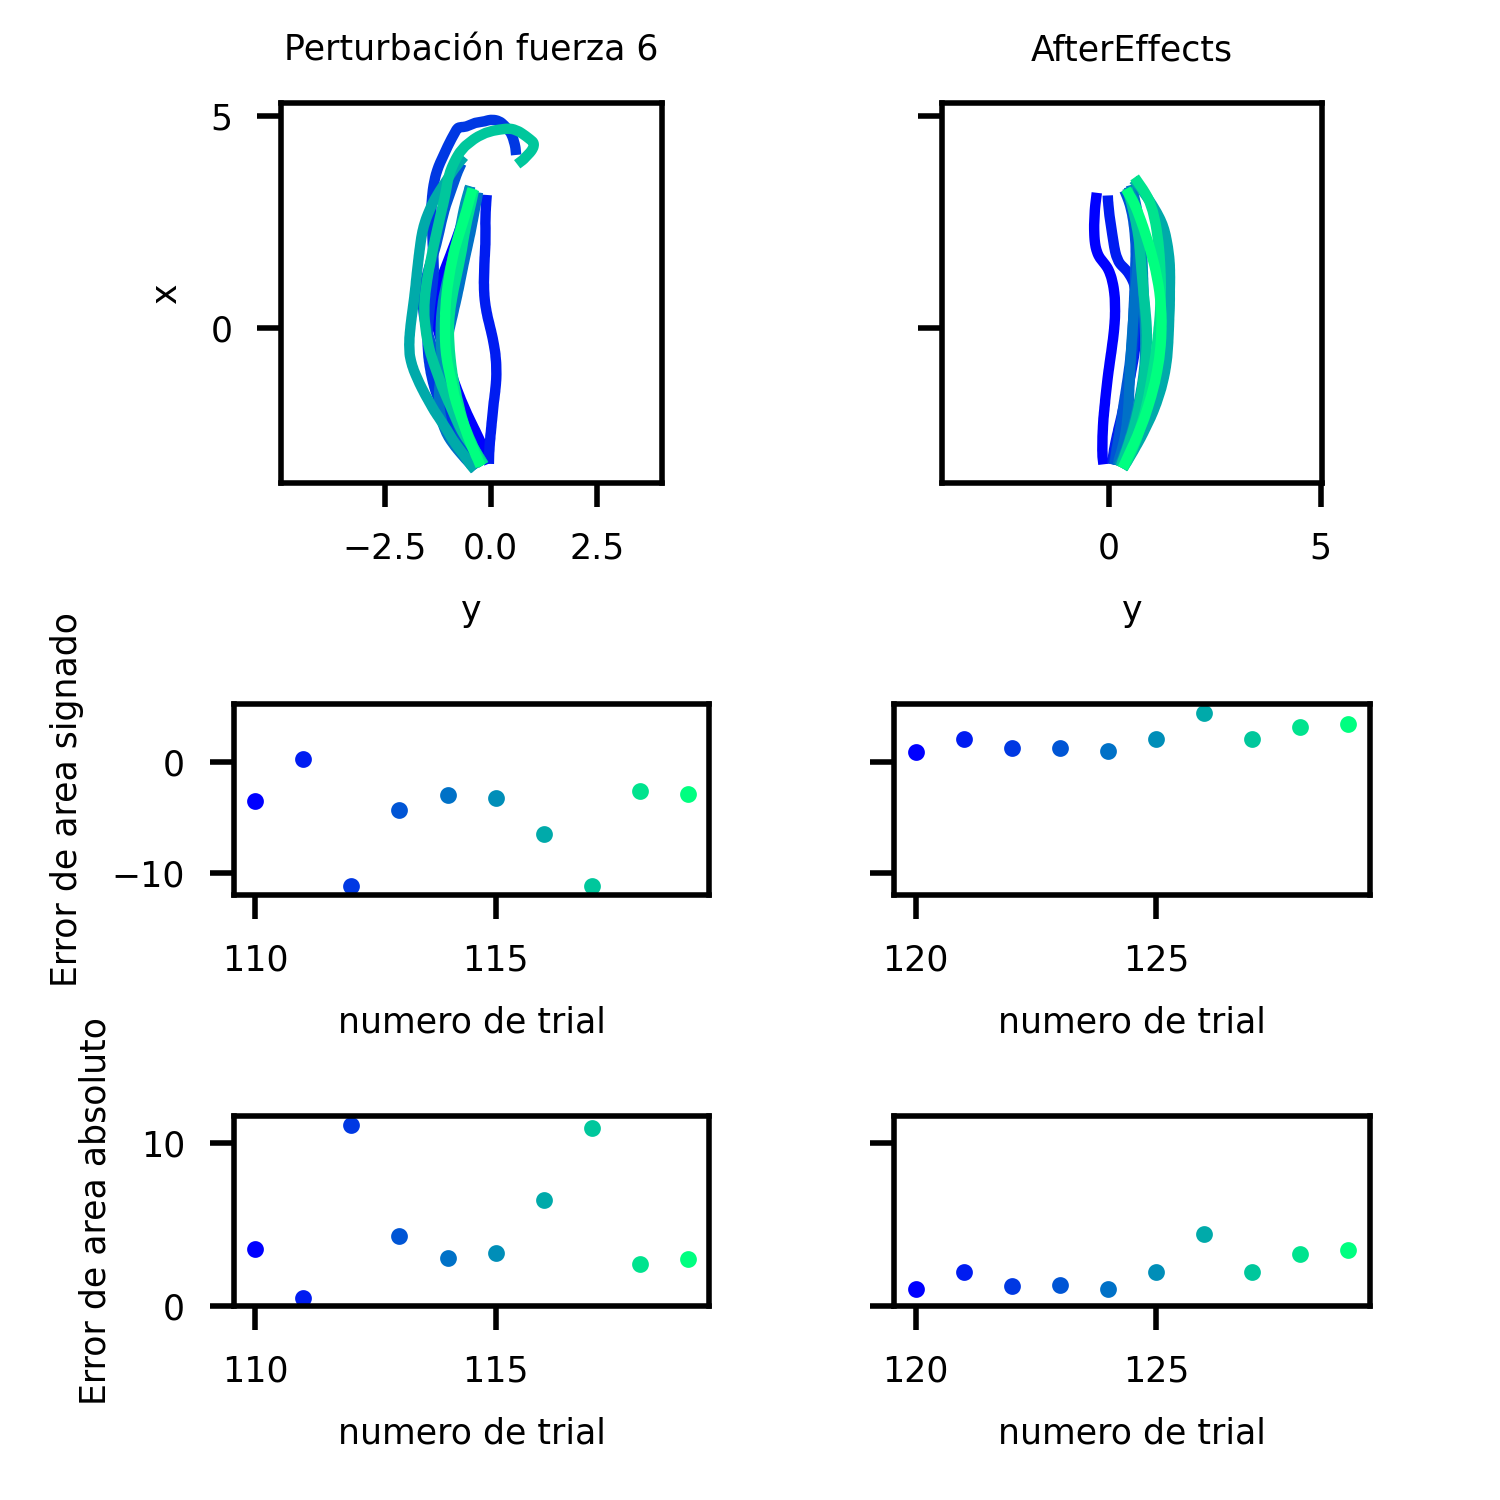 Perturbación fuerza 6
AfterEffects
5
0
x
−2.5 0.0 2.5
y
0 5
y
Error de area signado
0
−10
110 115
numero de trial
120 125
numero de trial
Error de area absoluto
10
0
110 115
numero de trial
120 125
numero de trial